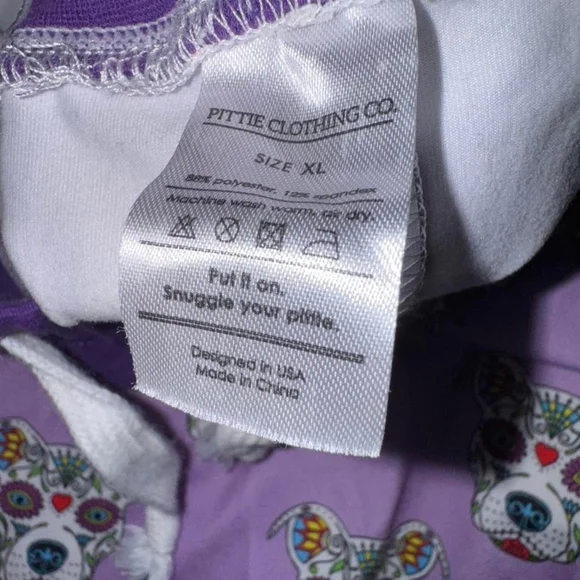 PITTIE CLOTHING CO.
SIZE XL
88% polyester, 12% spandex
Machine wash warm, air dry.
Put it on.
Snuggle your pittie.
Designed in USA
Made in China